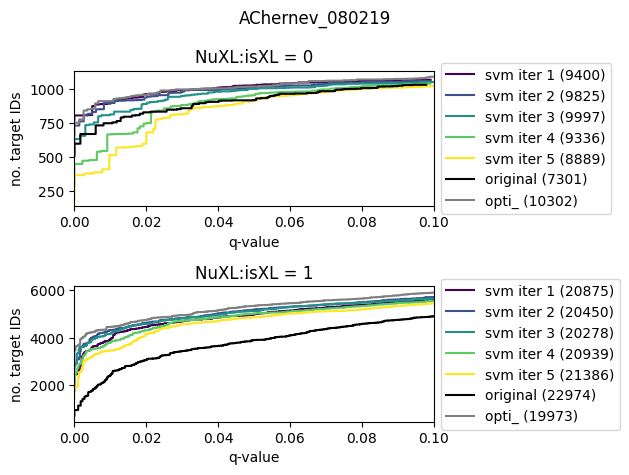 AChernev_080219
NuXL:isXL = 0
no. target IDs
1000
750
500
250
0.00 0.02 0.04 0.06 0.08 0.10
q-value
svm iter 1 (9400)
svm iter 2 (9825)
svm iter 3 (9997)
svm iter 4 (9336)
svm iter 5 (8889)
original (7301)
opti_ (10302)
NuXL:isXL = 1
no. target IDs
6000
4000
2000
0.00 0.02 0.04 0.06 0.08 0.10
q-value
svm iter 1 (20875)
svm iter 2 (20450)
svm iter 3 (20278)
svm iter 4 (20939)
svm iter 5 (21386)
original (22974)
opti_ (19973)